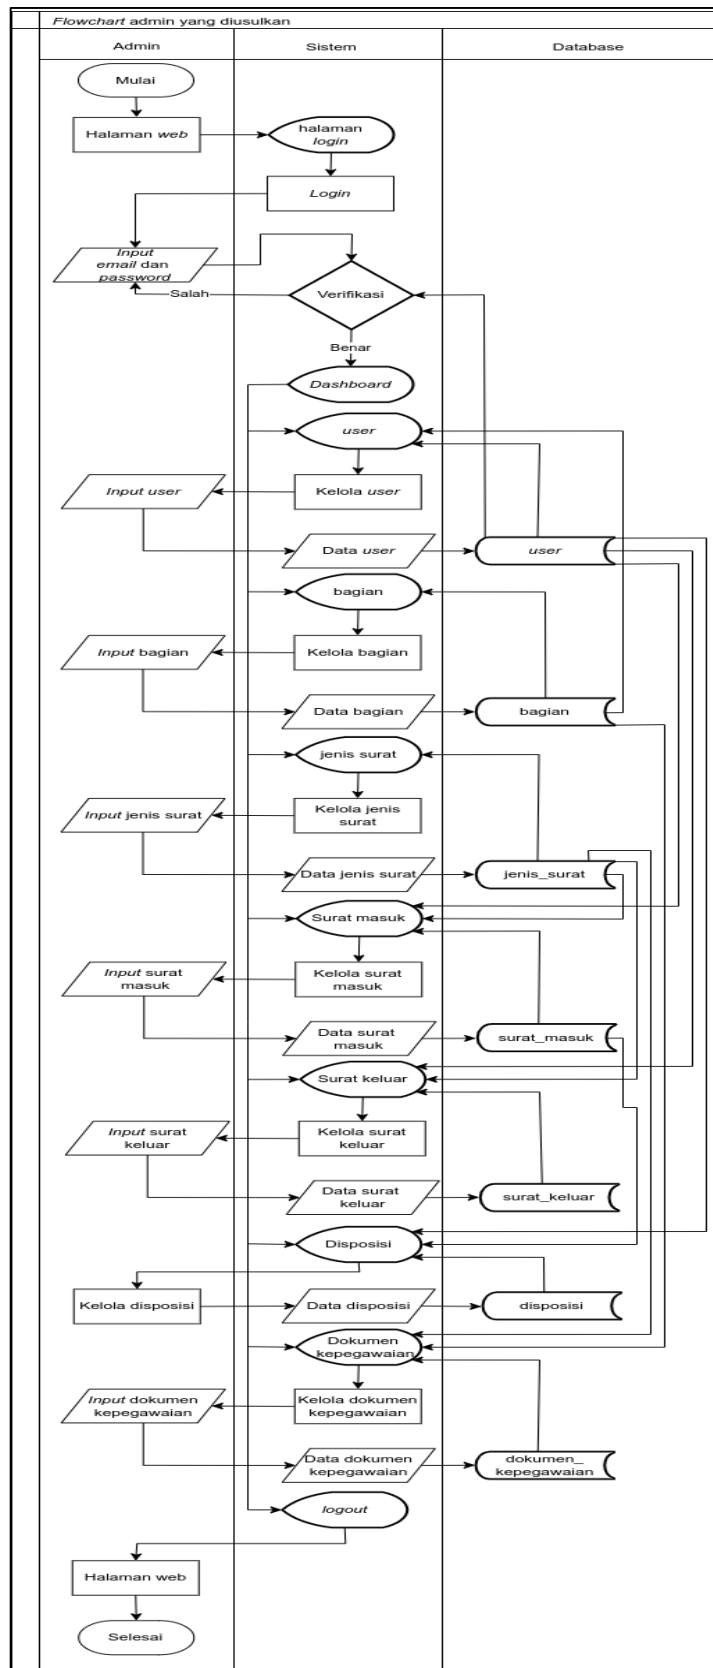 Flowchart admin yang diusulkan
Admin
Sistem
Database
Mulai
Halaman web
halaman
login
Login
Input
email dan
password
Verifikasi
Salah
Benar
Dashboard
user
Input user
Kelola user
Data user
user
bagian
Input bagian
Kelola bagian
Data bagian
bagian
jenis surat
Input jenis surat
Kelola jenis
surat
Data jenis surat
jenis_surat
Surat masuk
Input surat
masuk
Kelola surat
masuk
Data surat
masuk
surat_masuk
Surat keluar
Input surat
keluar
Kelola surat
keluar
Data surat
keluar
surat_keluar
Disposisi
Kelola disposisi
Data disposisi
disposisi
Dokumen
kepegawaian
Input dokumen
kepegawaian
Kelola dokumen
kepegawaian
Data dokumen
kepegawaian
dokumen_
kepegawaian
logout
Halaman web
Selesai